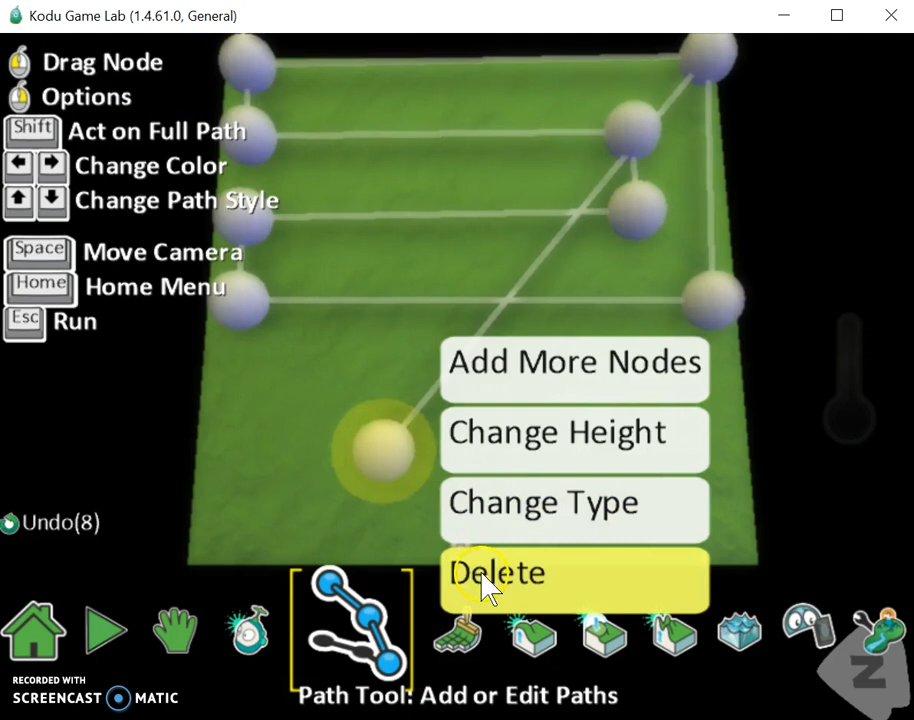 Kodu Game Lab (1.4.61.0, General)
Drag Node
Options
Shift Act on Full Path
Change Color
Change Path Style
Space Move Camera
Home Home Menu
Esc Run
Add More Nodes
Change Height
Change Type
Delete
Undo(8)
N
Path Tool: Add or Edit Paths
RECORDED WITH
SCREENCAST MATIC